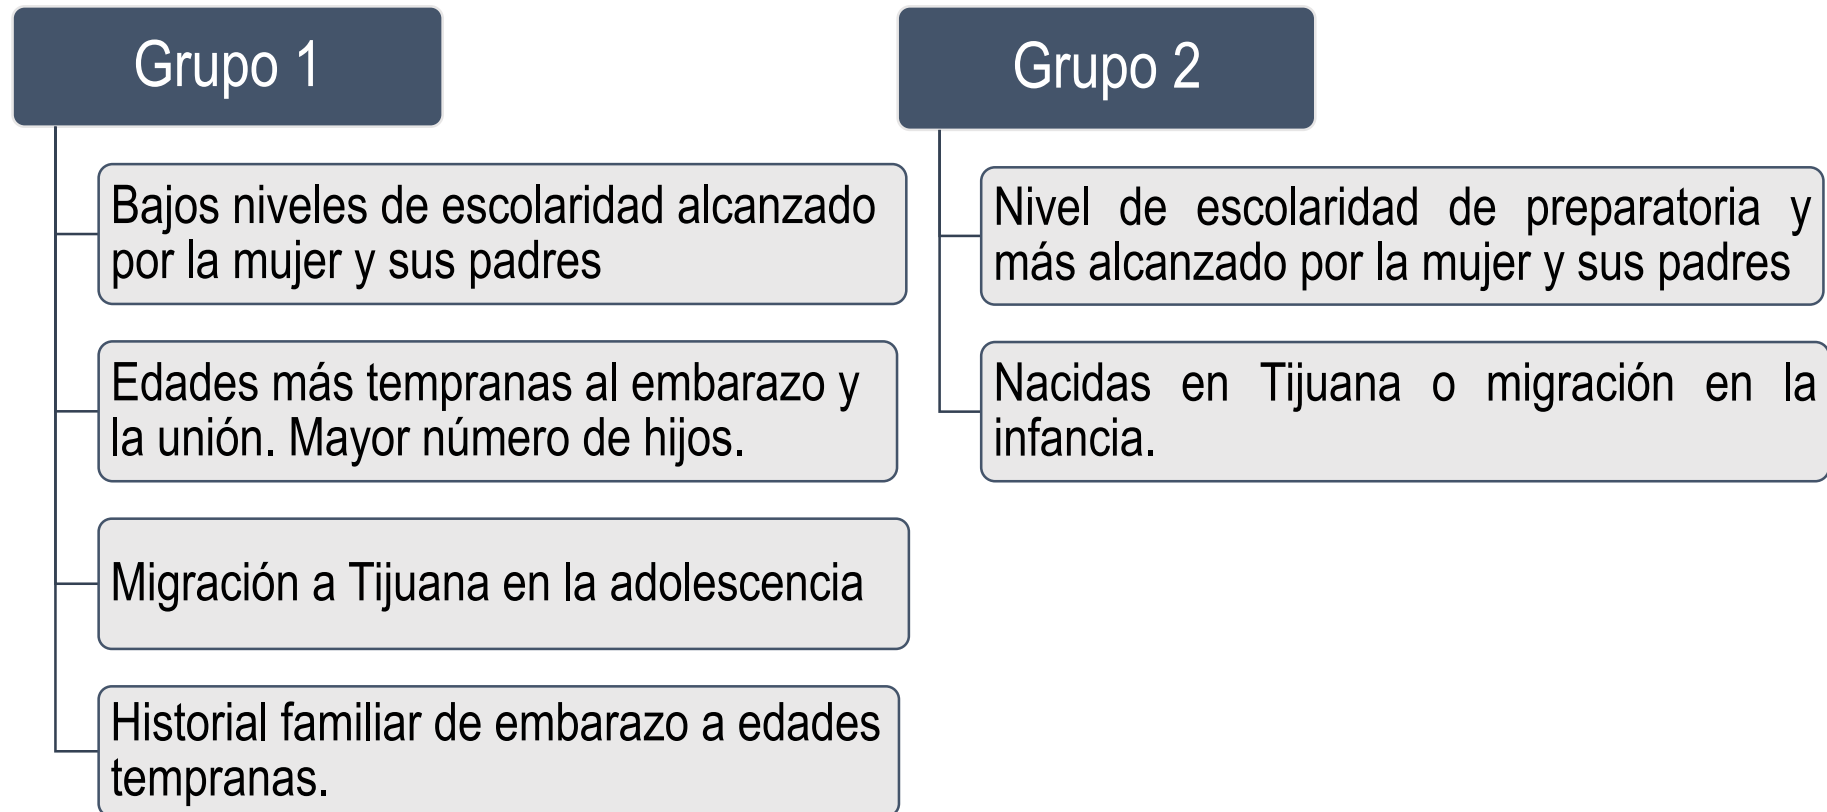 Grupo 1
Bajos niveles de escolaridad alcanzado
por la mujer y sus padres
Edades más tempranas al embarazo y
la unión. Mayor número de hijos.
Migración a Tijuana en la adolescencia
Historial familiar de embarazo a edades
tempranas.
Grupo 2
Nivel de escolaridad de preparatoria y
más alcanzado por la mujer y sus padres
Nacidas en Tijuana o migración en la
infancia.